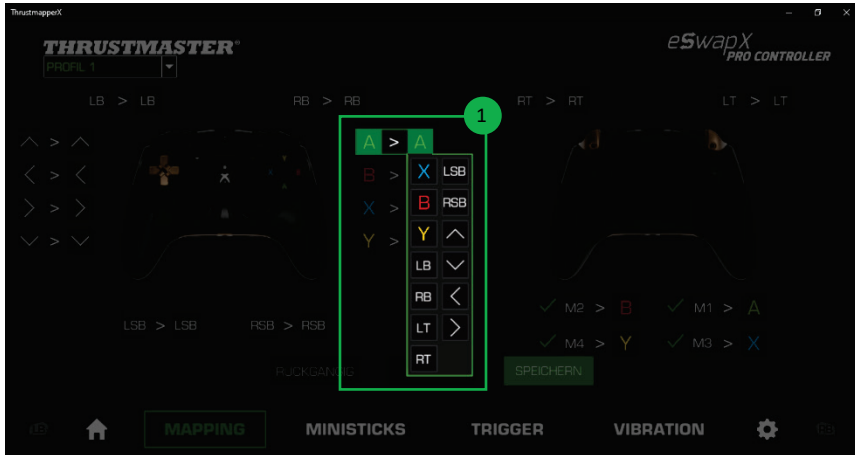 ThrustmapperX
THRUSTMASTER®
eSwapX
PRO CONTROLLER
PROFIL 1
LB > LB
RB > RB
RT > RT
LT > LT
1
A > A
B >
X >
Y >
X LSB
B RSB
Y
LB
RB
LT
RT
M2 > B
M1 > A
M4 > Y
M3 > X
LSB > LSB
RSB > RSB
RÜCKGÄNGIG
SPEICHERN
MAPPING
MINISTICKS
TRIGGER
VIBRATION